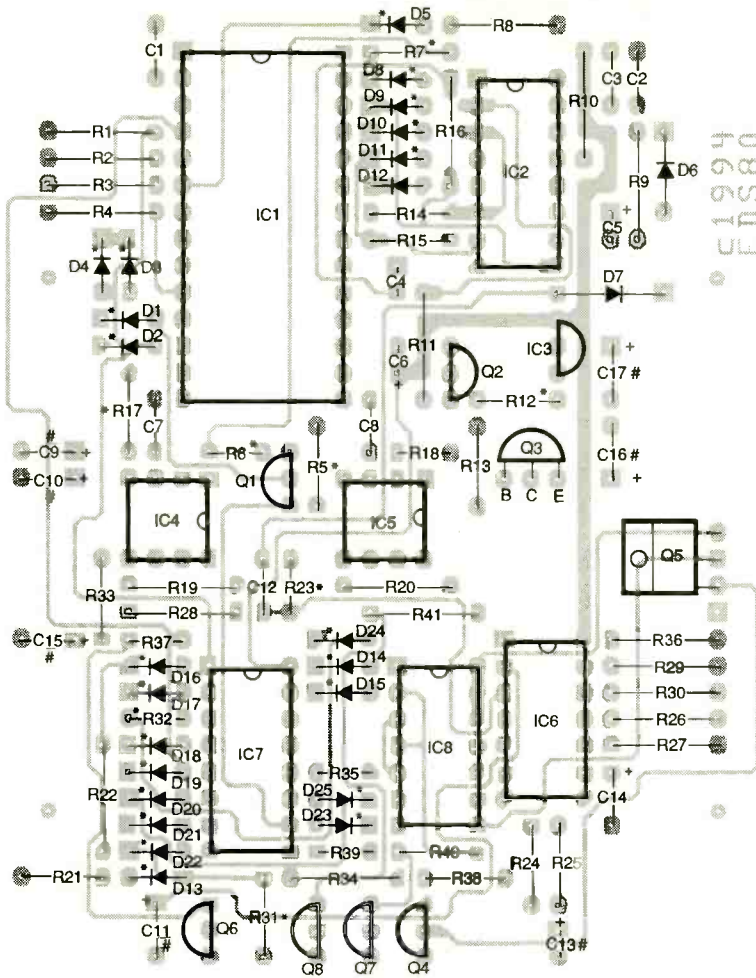 D5
R8
C1
R7*
D8*
C3
C2
D9*
R10
D10*
R16
R1
D11*
IC2
R2
D12*
D6
R3
IC1
R9
R4
R14
C5 +
R15
D4
D3
C4
D7
D1
D2
R11
IC3
C6
+
Q2
+
C17#
*R17
C7
R12*
C8
#
C9 +
R6*
R5*
R18
R13
Q3
C16#
C10 +
#
Q1
B C E
+
IC4
IC5
Q5
R33
R19
C12
R23*
R20
R28
R41
C15 +
#
R37
D24
R36
D16
D14
R29
D17
D15
R30
R32
IC7
IC8
IC6
R26
D18
R27
R22
D19
R35
D20
D25
C14 +
D21
D23
D22
R39
R40
R24
R25
R21
D13
R34
R38
C11
#
Q6
R31*
Q8
Q7
Q4
C13#
+
E1994